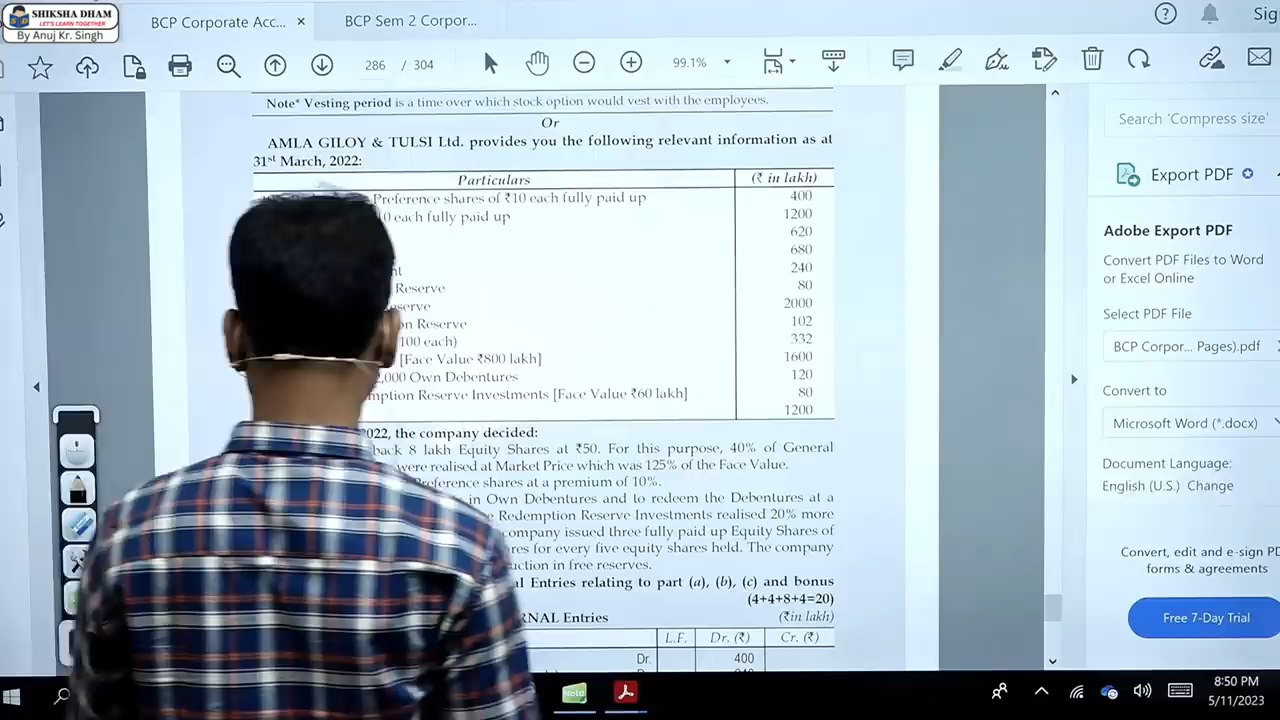 SHIKSHA DHAM
LET'S LEARN TOGETHER
By Anuj Kr. Singh
BCP Corporate Acc...
BCP Sem 2 Corpor...
Sig
286 / 304
99.1%
Note* Vesting period is a time over which stock option would vest with the employees.
Or
AMLA GILOY & TULSI Ltd. provides you the following relevant information as at
31st March, 2022:
Particulars (₹ in lakh)
Preference shares of ₹10 each fully paid up 400
10 each fully paid up 1200
620
680
240
Reserve 80
2000
on Reserve 102
100 each) 332
[Face Value ₹800 lakh] 1600
2,000 Own Debentures 120
mption Reserve Investments [Face Value ₹60 lakh] 80
1200
2022, the company decided:
back 8 lakh Equity Shares at ₹50. For this purpose, 40% of General
were realised at Market Price which was 125% of the Face Value.
Preference shares at a premium of 10%.
in Own Debentures and to redeem the Debentures at a
Redemption Reserve Investments realised 20% more
company issued three fully paid up Equity Shares of
res for every five equity shares held. The company
uction in free reserves.
al Entries relating to part (a), (b), (c) and bonus
(4+4+8+4=20)
RNAL Entries (₹in lakh)
L.F. Dr. (₹) Cr. (₹)
Dr. 400
Search 'Compress size'
Export PDF
Adobe Export PDF
Convert PDF Files to Word
or Excel Online
Select PDF File
BCP Corpor... Pages).pdf
Convert to
Microsoft Word (*.docx)
Document Language:
English (U.S.) Change
Convert, edit and e-sign PD
forms & agreements
Free 7-Day Trial
Note
8:50 PM
5/11/2023